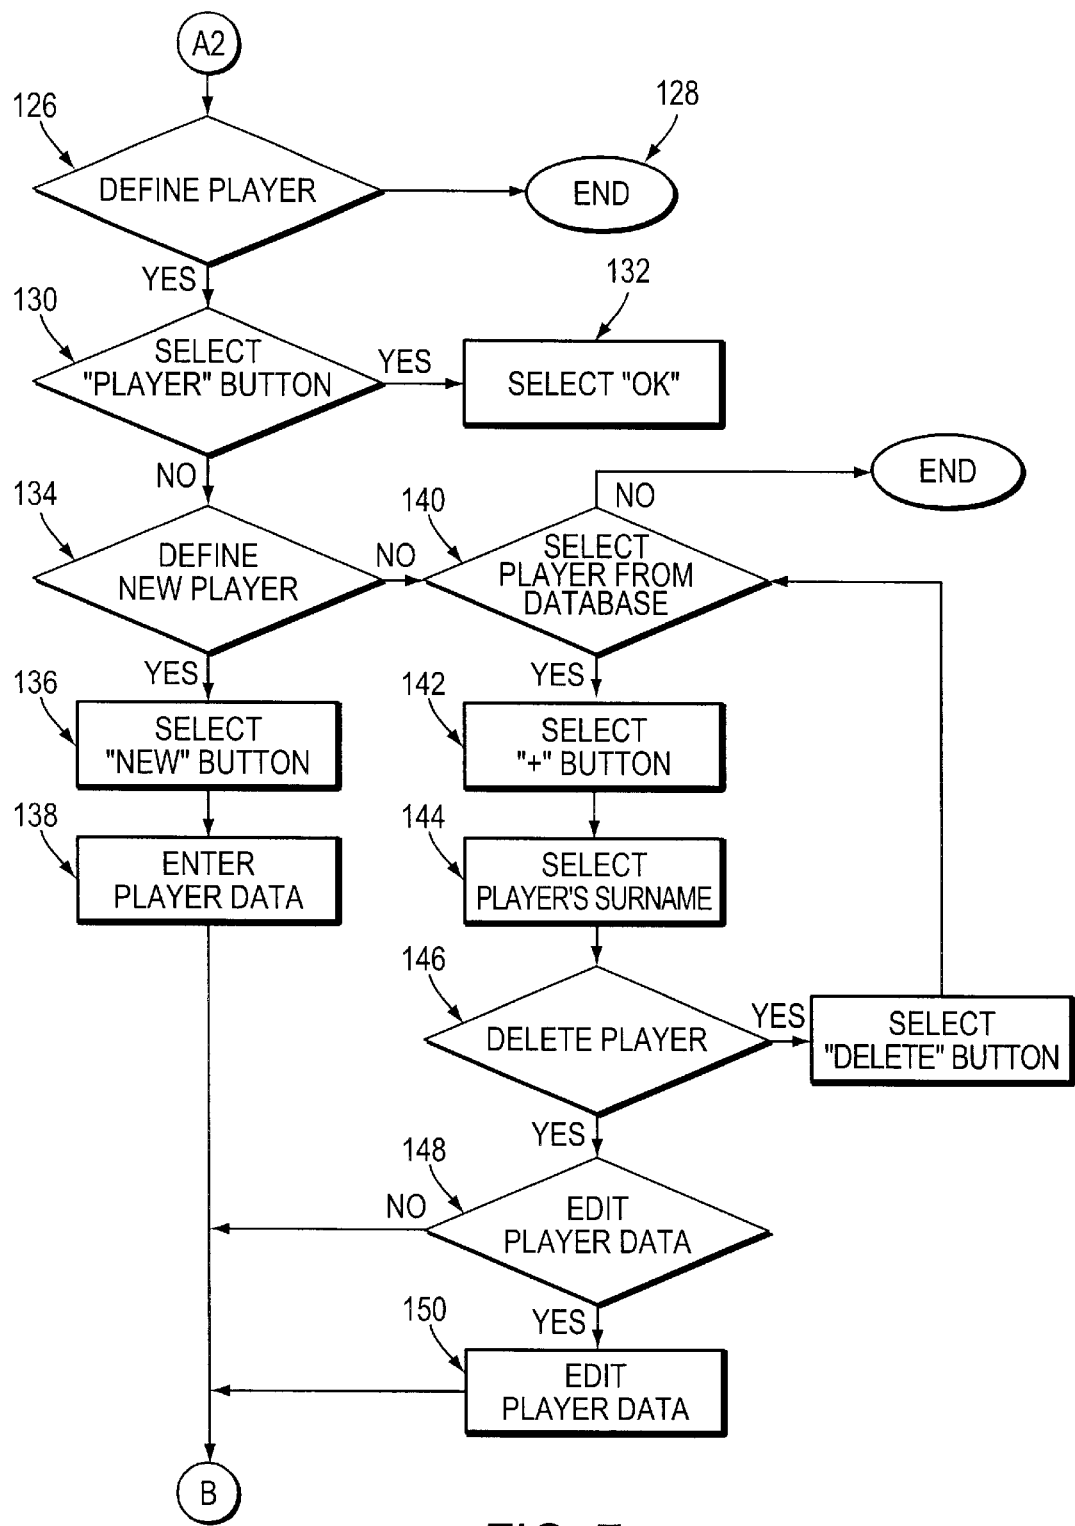 A2
126
128
DEFINE PLAYER
END
YES
130
132
SELECT
"PLAYER" BUTTON
YES
SELECT "OK"
NO
134
140
NO
END
DEFINE
NEW PLAYER
NO
SELECT
PLAYER FROM
DATABASE
YES
YES
136
142
SELECT
"NEW" BUTTON
SELECT
"+" BUTTON
138
144
ENTER
PLAYER DATA
SELECT
PLAYER'S SURNAME
146
DELETE PLAYER
YES
SELECT
"DELETE" BUTTON
YES
148
NO
EDIT
PLAYER DATA
150
YES
EDIT
PLAYER DATA
B